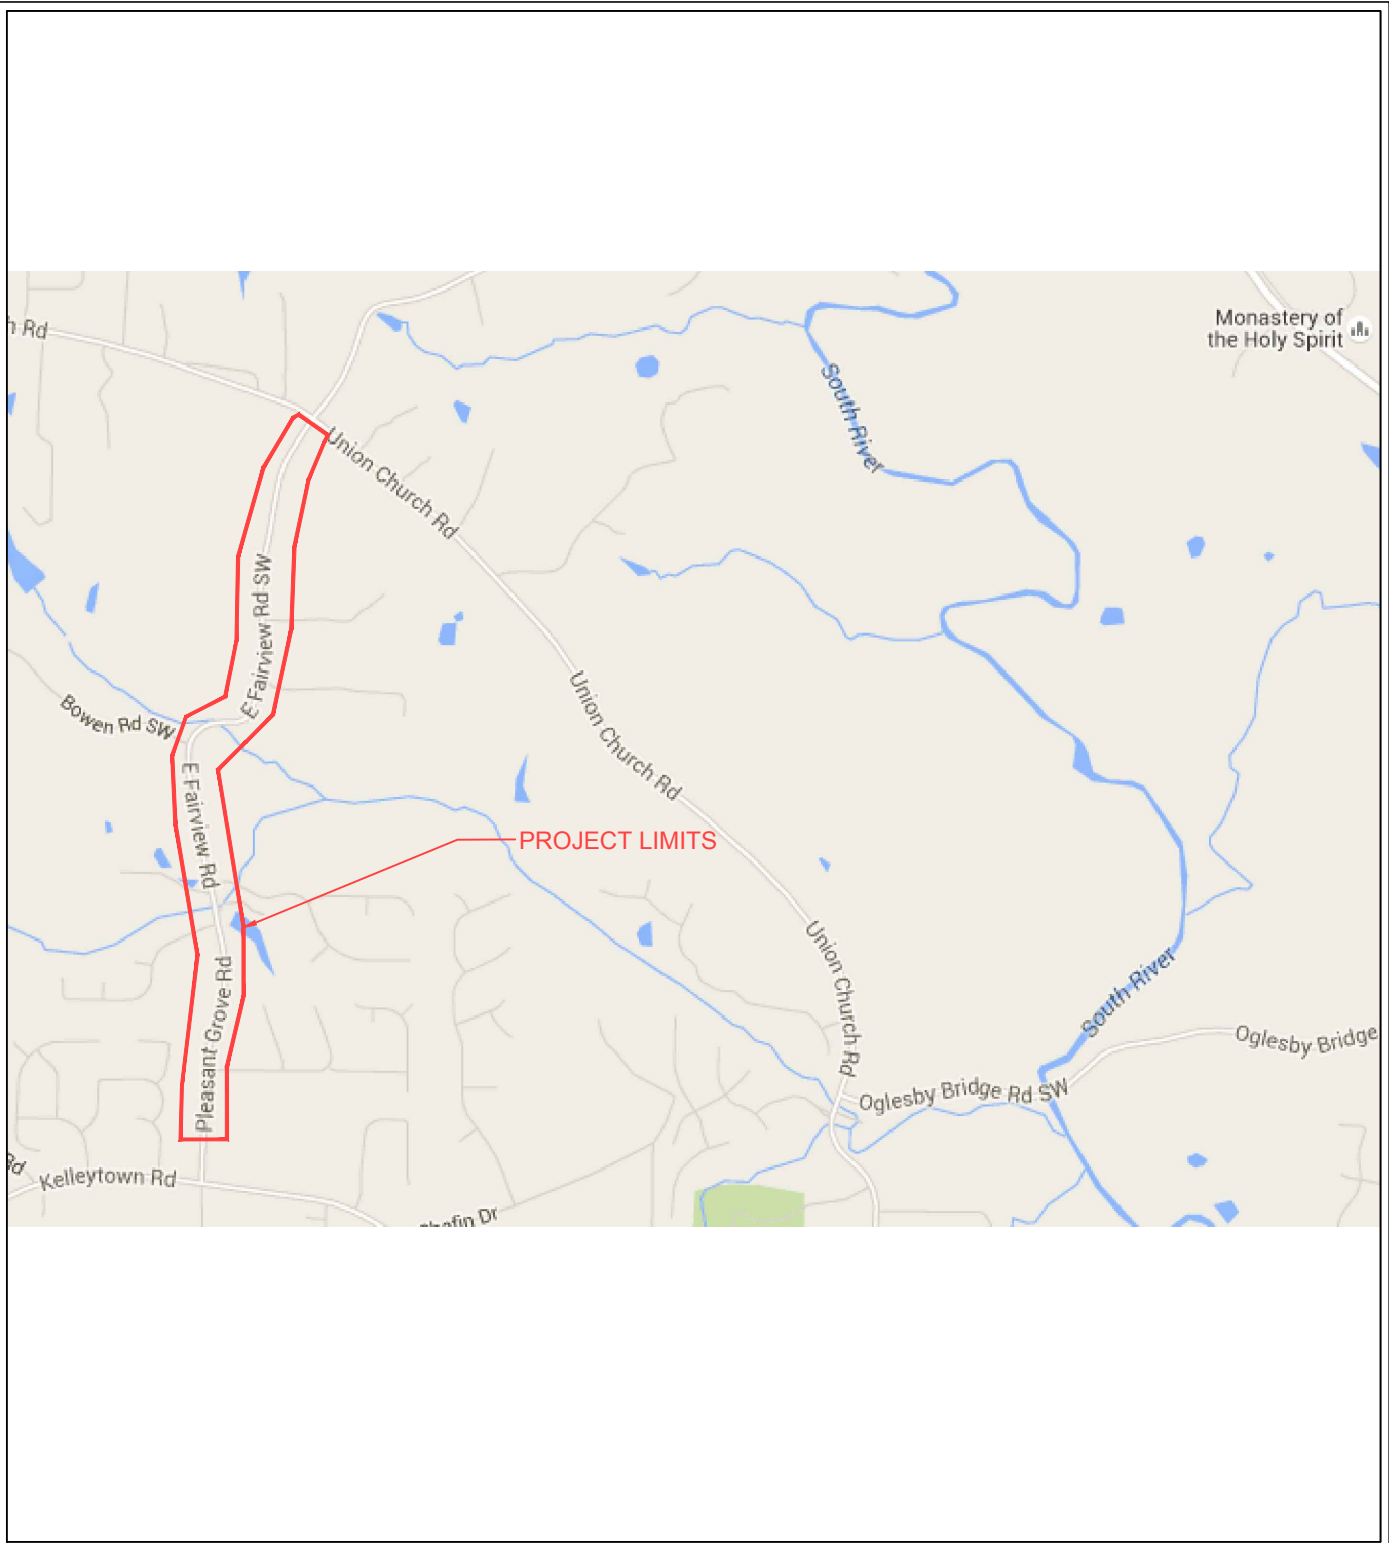 h Rd
Monastery of
the Holy Spirit
South River
Union Church Rd
E Fairview Rd SW
Bowen Rd SW
Union Church Rd
E Fairview Rd
PROJECT LIMITS
Union Church Rd
South River
Pleasant Grove Rd
Oglesby Bridge
Oglesby Bridge Rd SW
Rd
Kelleytown Rd
Chafin Dr